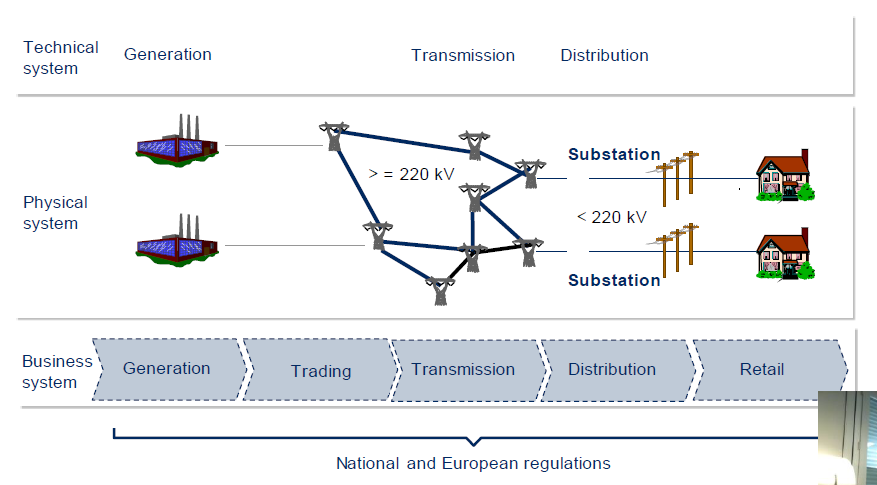 Technical
system
Generation
Transmission
Distribution
Physical
system
> = 220 kV
Substation
< 220 kV
Substation
Business
system
Generation
Trading
Transmission
Distribution
Retail
National and European regulations